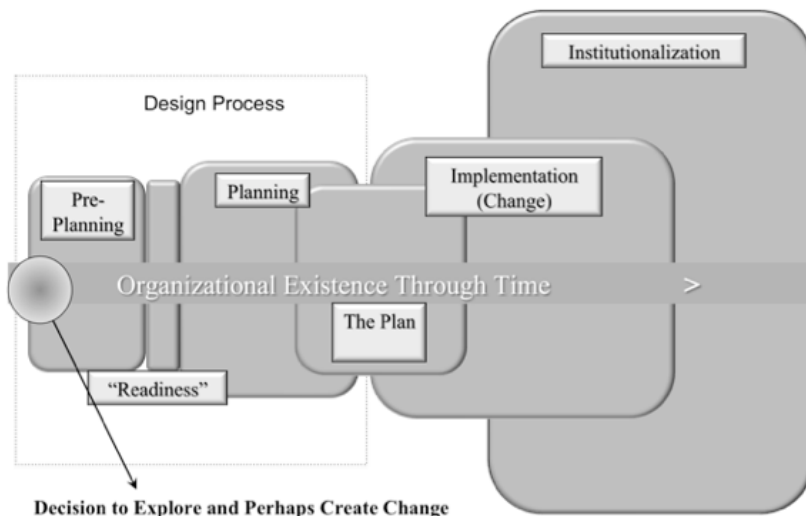 Institutionalization
Design Process
Pre-
Planning
Planning
Implementation
(Change)
Organizational Existence Through Time >
The Plan
“Readiness”
Decision to Explore and Perhaps Create Change